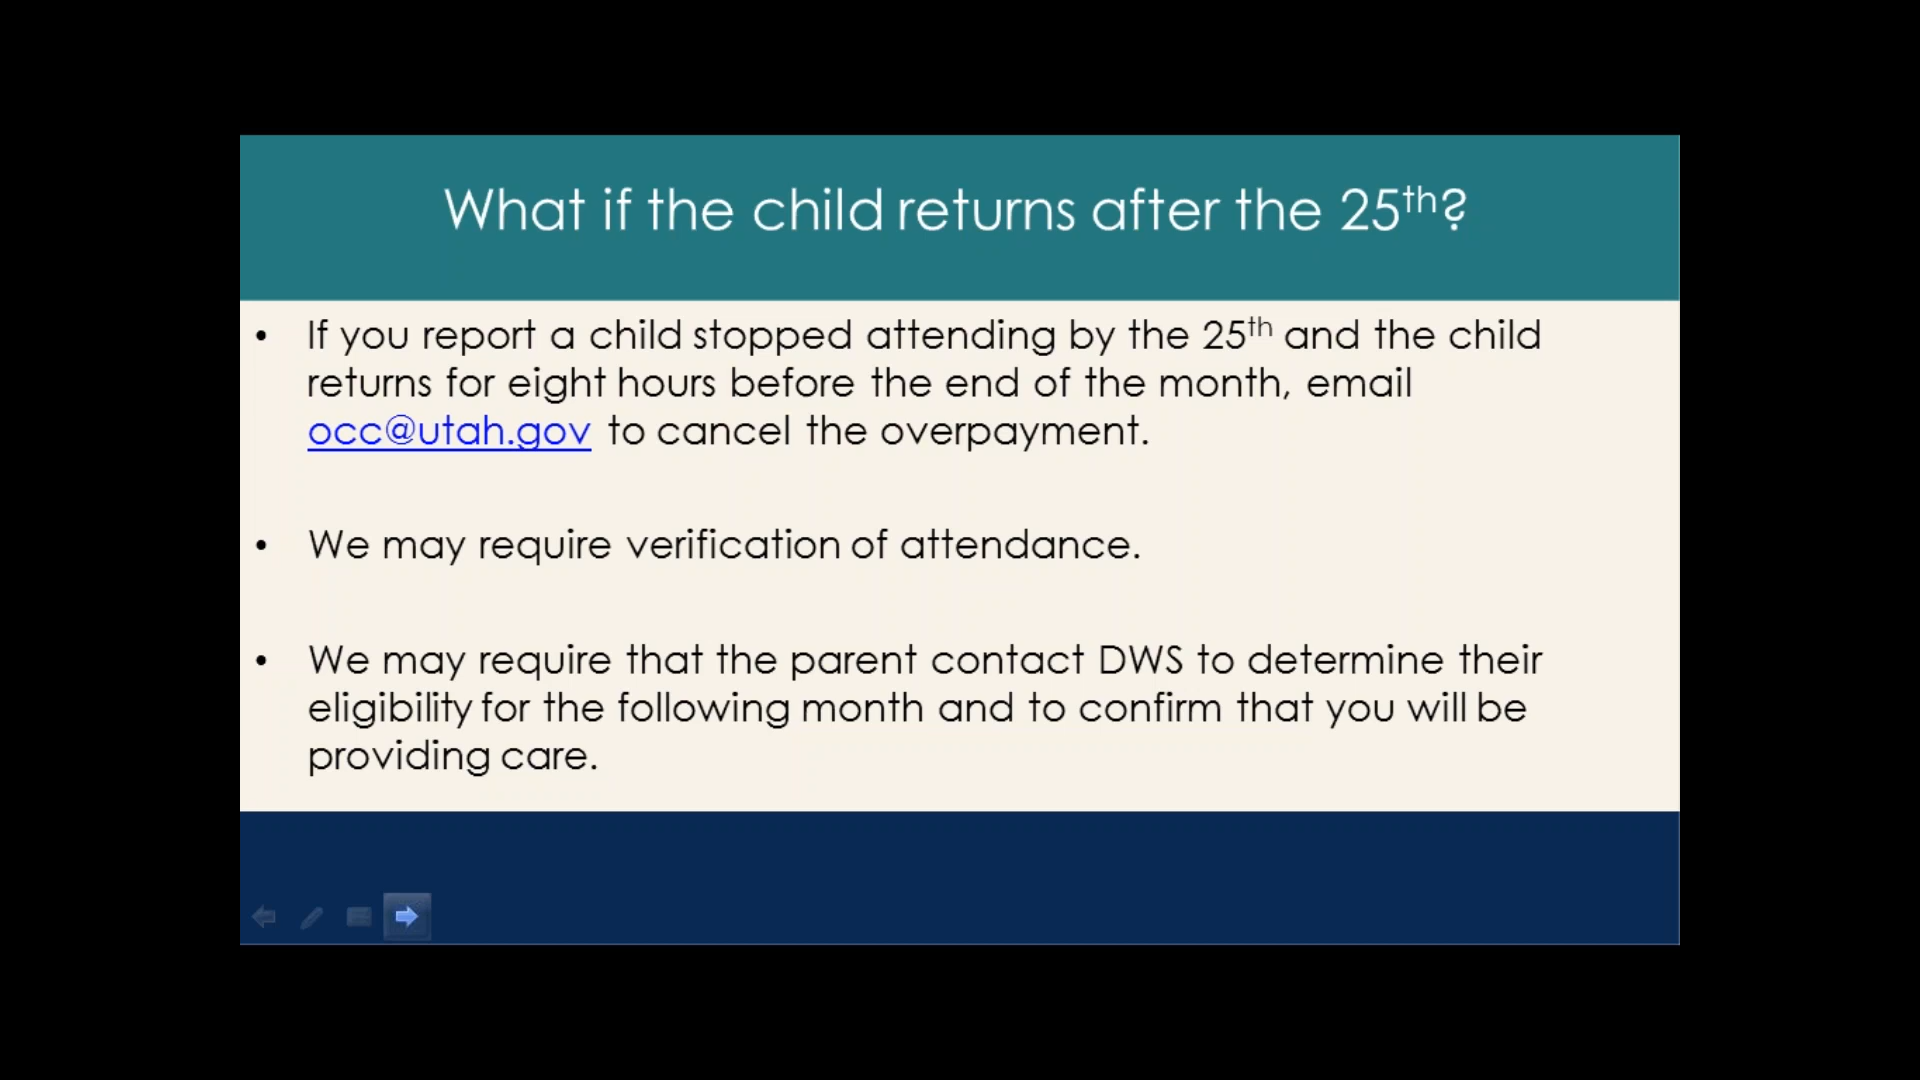 What if the child returns after the 25th?
• If you report a child stopped attending by the 25th and the child
returns for eight hours before the end of the month, email
occ@utah.gov to cancel the overpayment.
• We may require verification of attendance.
• We may require that the parent contact DWS to determine their
eligibility for the following month and to confirm that you will be
providing care.